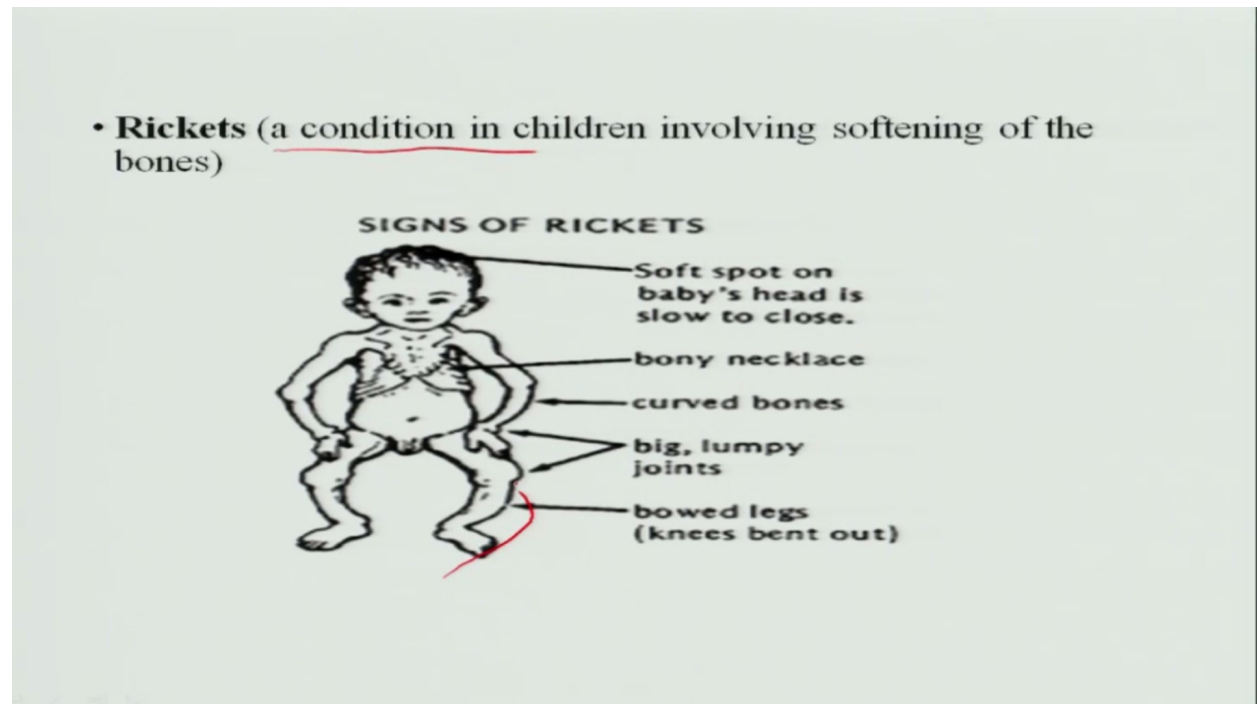 • Rickets (a condition in children involving softening of the
bones)
SIGNS OF RICKETS
Soft spot on
baby's head is
slow to close.
bony necklace
curved bones
big, lumpy
joints
bowed legs
(knees bent out)